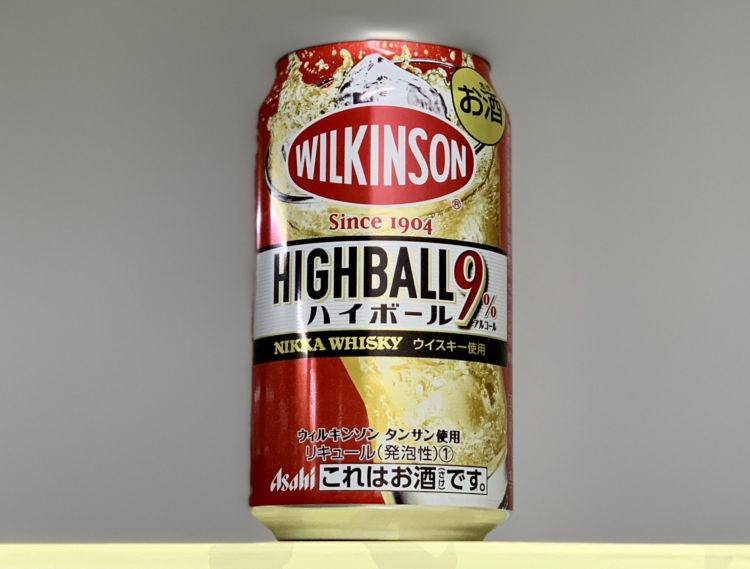 お酒
WILKINSON
®
Since 1904
HIGHBALL 9%
ハイボール アルコール
NIKKA WHISKY ウイスキー使用
ウィルキンソン タンサン使用
リキュール(発泡性)①
Asahi これはお酒(さけ)です。